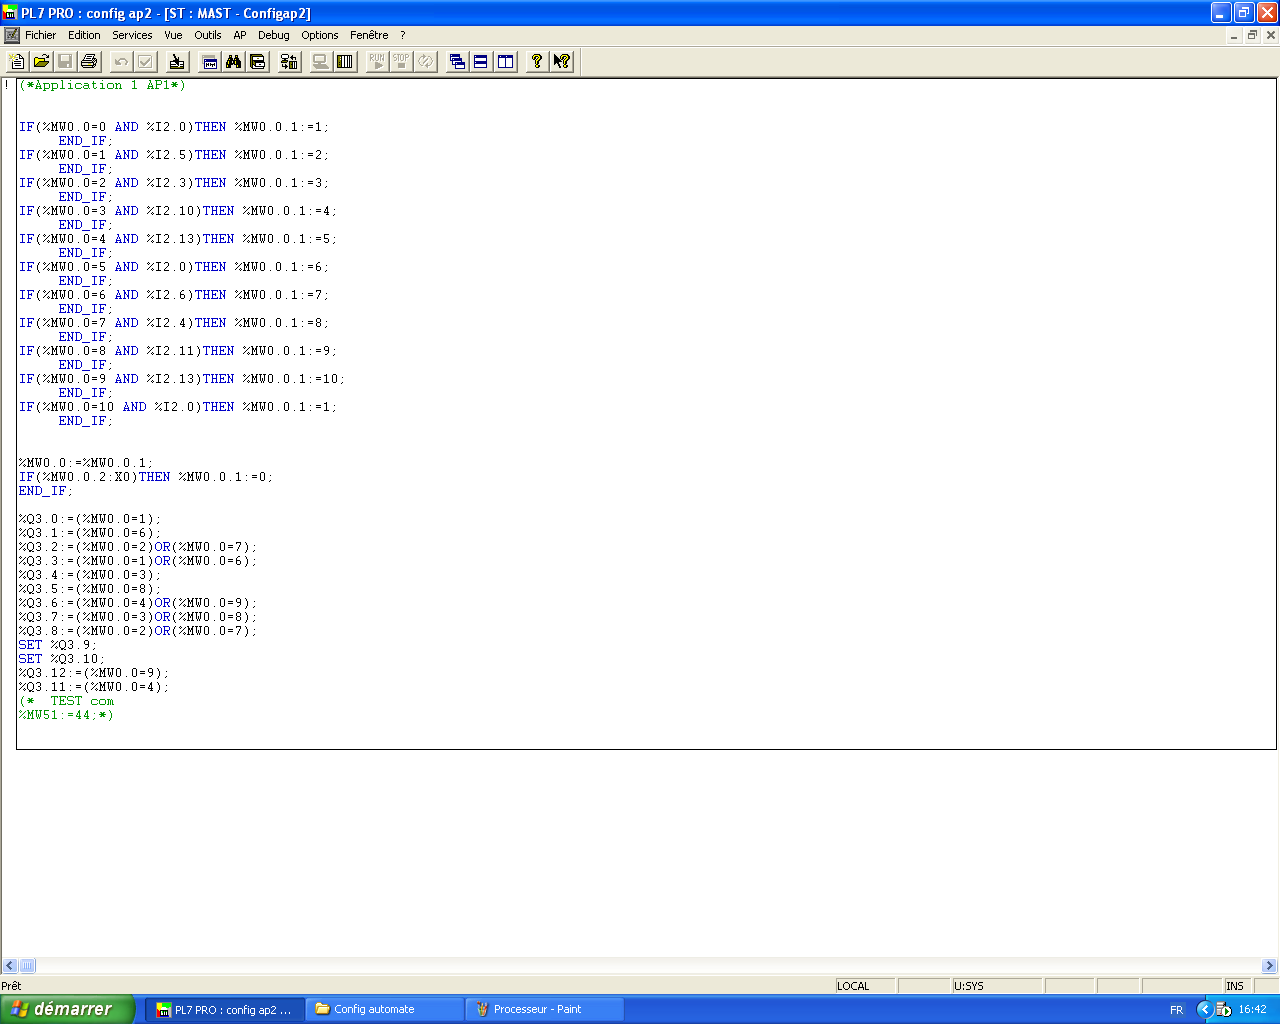 PL7 PRO : config ap2 - [ST : MAST - Configap2]
Fichier Edition Services Vue Outils AP Debug Options Fenêtre ?
RUN STOP
! (*Application 1 AP1*)
IF(%MW0.0=0 AND %I2.0)THEN %MW0.0.1:=1;
END_IF;
IF(%MW0.0=1 AND %I2.5)THEN %MW0.0.1:=2;
END_IF;
IF(%MW0.0=2 AND %I2.3)THEN %MW0.0.1:=3;
END_IF;
IF(%MW0.0=3 AND %I2.10)THEN %MW0.0.1:=4;
END_IF;
IF(%MW0.0=4 AND %I2.13)THEN %MW0.0.1:=5;
END_IF;
IF(%MW0.0=5 AND %I2.0)THEN %MW0.0.1:=6;
END_IF;
IF(%MW0.0=6 AND %I2.6)THEN %MW0.0.1:=7;
END_IF;
IF(%MW0.0=7 AND %I2.4)THEN %MW0.0.1:=8;
END_IF;
IF(%MW0.0=8 AND %I2.11)THEN %MW0.0.1:=9;
END_IF;
IF(%MW0.0=9 AND %I2.13)THEN %MW0.0.1:=10;
END_IF;
IF(%MW0.0=10 AND %I2.0)THEN %MW0.0.1:=1;
END_IF;
%MW0.0:=%MW0.0.1;
IF(%MW0.0.2:X0)THEN %MW0.0.1:=0;
END_IF;
%Q3.0:=(%MW0.0=1);
%Q3.1:=(%MW0.0=6);
%Q3.2:=(%MW0.0=2)OR(%MW0.0=7);
%Q3.3:=(%MW0.0=1)OR(%MW0.0=6);
%Q3.4:=(%MW0.0=3);
%Q3.5:=(%MW0.0=8);
%Q3.6:=(%MW0.0=4)OR(%MW0.0=9);
%Q3.7:=(%MW0.0=3)OR(%MW0.0=8);
%Q3.8:=(%MW0.0=2)OR(%MW0.0=7);
SET %Q3.9;
SET %Q3.10;
%Q3.12:=(%MW0.0=9);
%Q3.11:=(%MW0.0=4);
(* TEST com
%MW51:=44;*)
Prêt LOCAL U:SYS INS
démarrer PL7 PRO : config ap2 ... Config automate Processeur - Paint FR 16:42